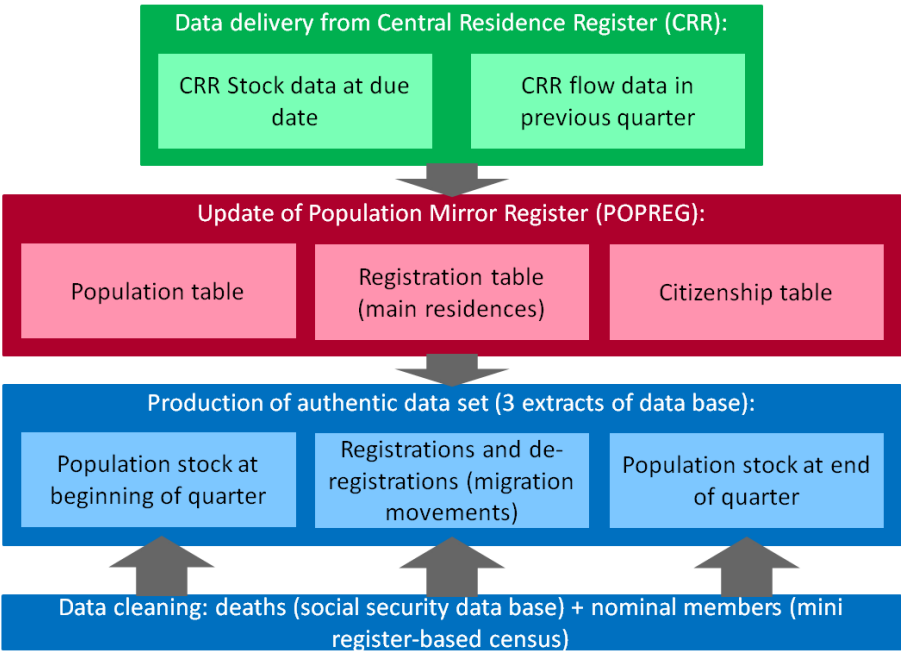 Data delivery from Central Residence Register (CRR):
CRR Stock data at due
date
CRR flow data in
previous quarter
Update of Population Mirror Register (POPREG):
Population table
Registration table
(main residences)
Citizenship table
Production of authentic data set (3 extracts of data base):
Population stock at
beginning of quarter
Registrations and de-
registrations (migration
movements)
Population stock at end
of quarter
Data cleaning: deaths (social security data base) + nominal members (mini
register-based census)